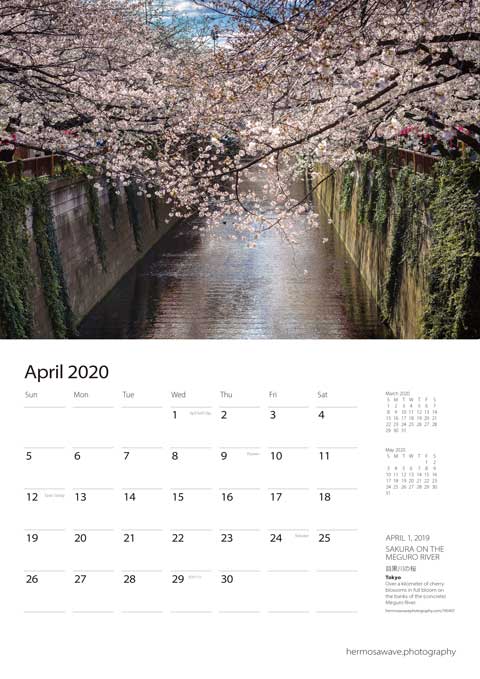 April 2020
Sun Mon Tue Wed Thu Fri Sat
1 April Fool's Day 2 3 4
5 6 7 8 9 Passover 10 11
12 Easter Sunday 13 14 15 16 17 18
19 20 21 22 23 24 Ramadan 25
26 27 28 29 30
March 2020
S M T W T F S
1 2 3 4 5 6 7
8 9 10 11 12 13 14
15 16 17 18 19 20 21
22 23 24 25 26 27 28
29 30 31
May 2020
S M T W T F S
1 2
3 4 5 6 7 8 9
10 11 12 13 14 15 16
17 18 19 20 21 22 23
24 25 26 27 28 29 30
31
APRIL 1, 2019
SAKURA ON THE
MEGURO RIVER
目黒川の桜
Tokyo
Over a kilometer of cherry
blossoms in full bloom on
the banks of the (concrete)
Meguro River.
hermosawave.photography